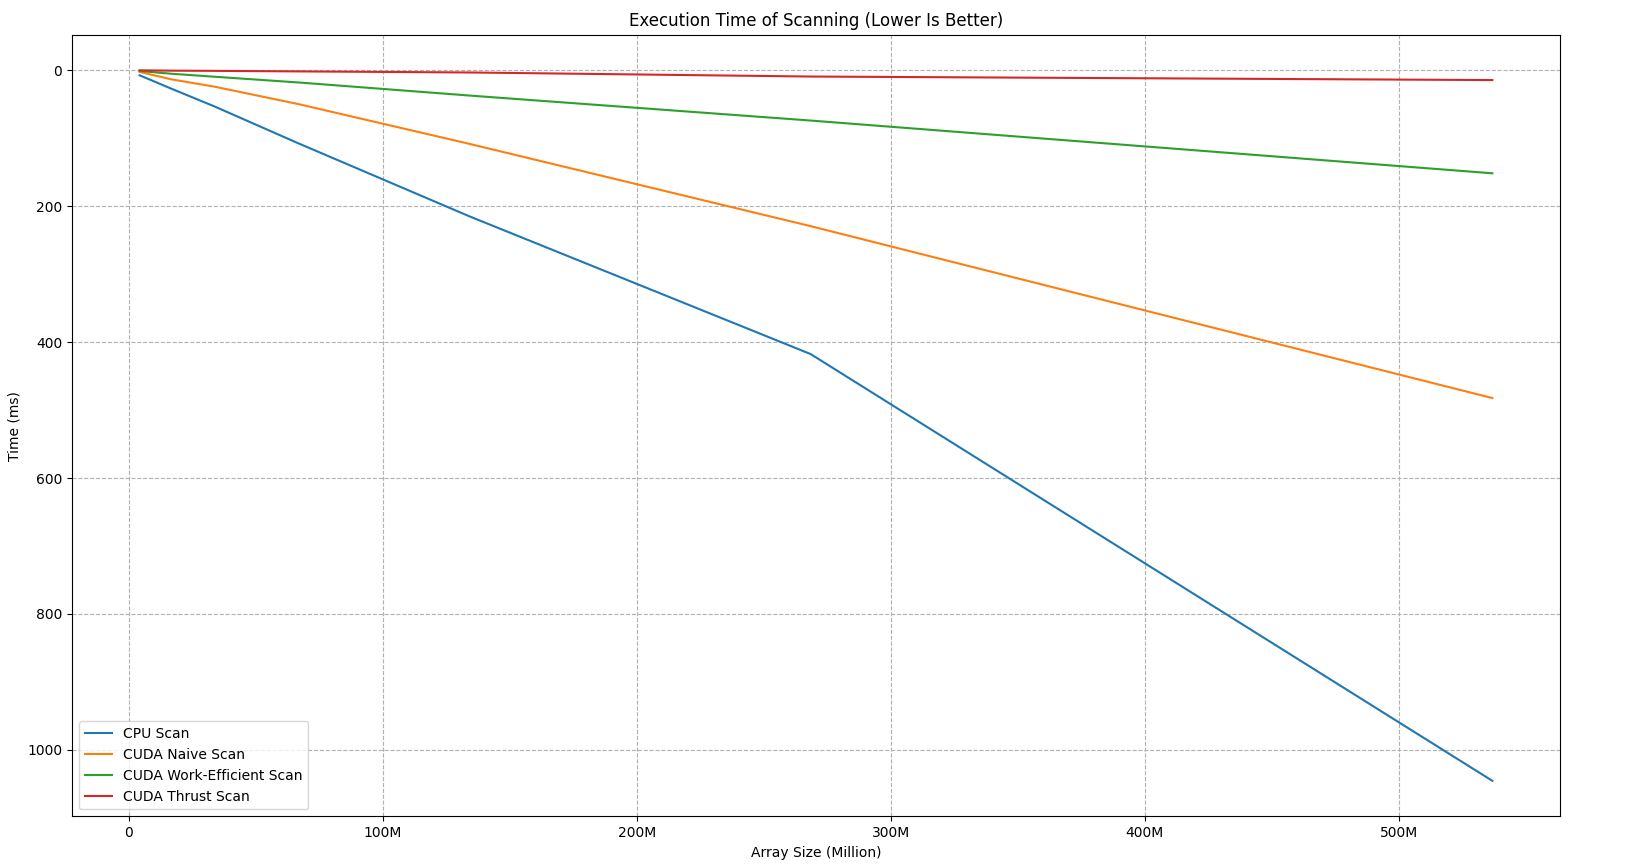 Execution Time of Scanning (Lower Is Better)
0
200
400
600
800
1000
Time (ms)
CPU Scan
CUDA Naive Scan
CUDA Work-Efficient Scan
CUDA Thrust Scan
0 100M 200M 300M 400M 500M
Array Size (Million)